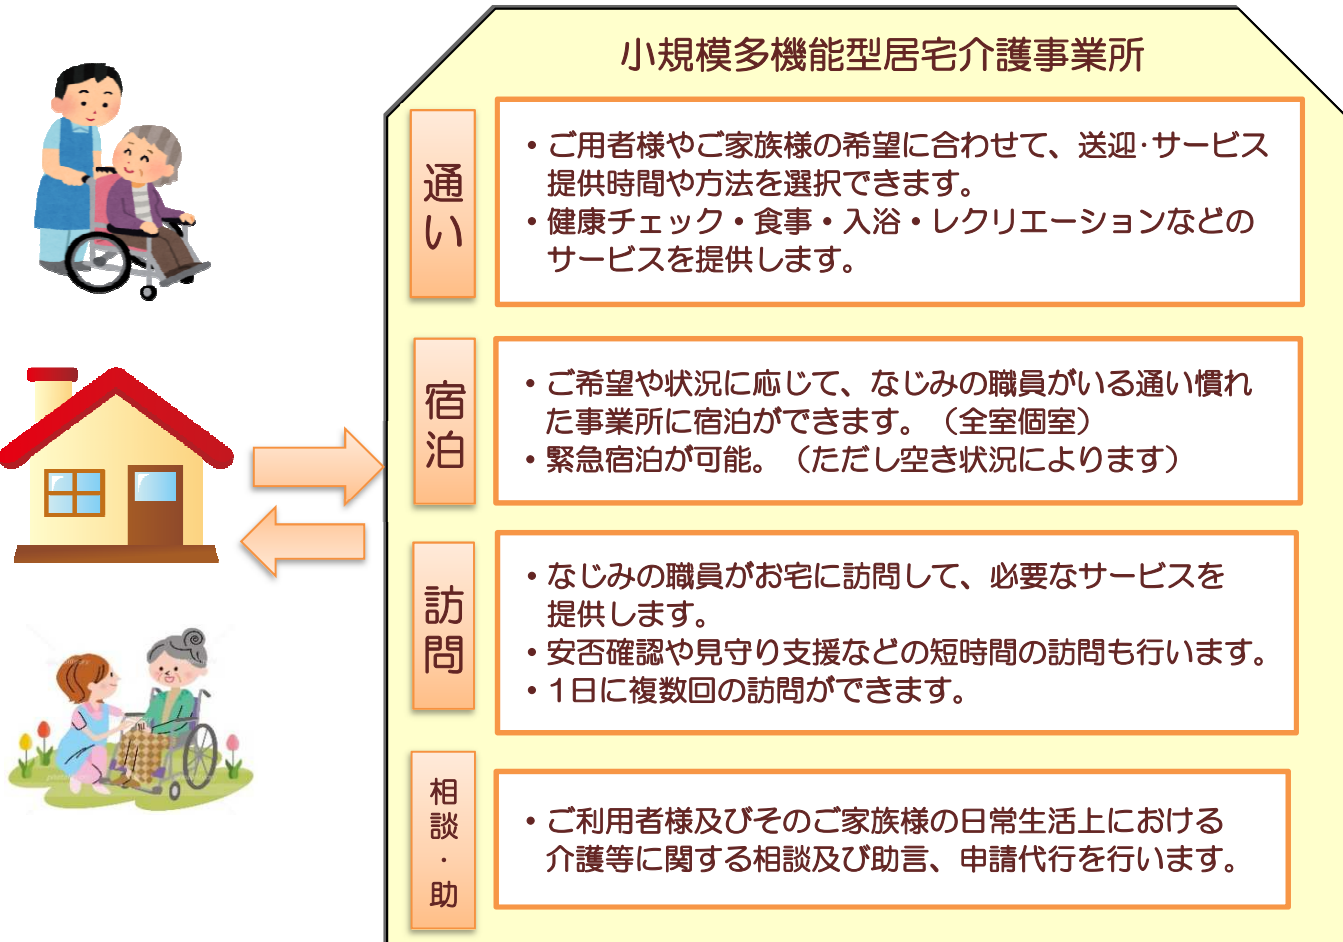 小規模多機能型居宅介護事業所
通い
・ご用者様やご家族様の希望に合わせて、送迎・サービス
提供時間や方法を選択できます。
・健康チェック・食事・入浴・レクリエーションなどの
サービスを提供します。
宿泊
・ご希望や状況に応じて、なじみの職員がいる通い慣れ
た事業所に宿泊ができます。（全室個室）
・緊急宿泊が可能。（ただし空き状況によります）
訪問
・なじみの職員がお宅に訪問して、必要なサービスを
提供します。
・安否確認や見守り支援などの短時間の訪問も行います。
・1日に複数回の訪問ができます。
相談・助
・ご利用者様及びそのご家族様の日常生活上における
介護等に関する相談及び助言、申請代行を行います。